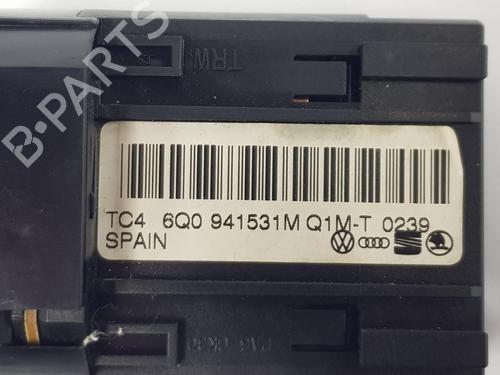 TRW
B-PARTS
TC4 6Q0 941531M Q1M-T 0239
SPAIN